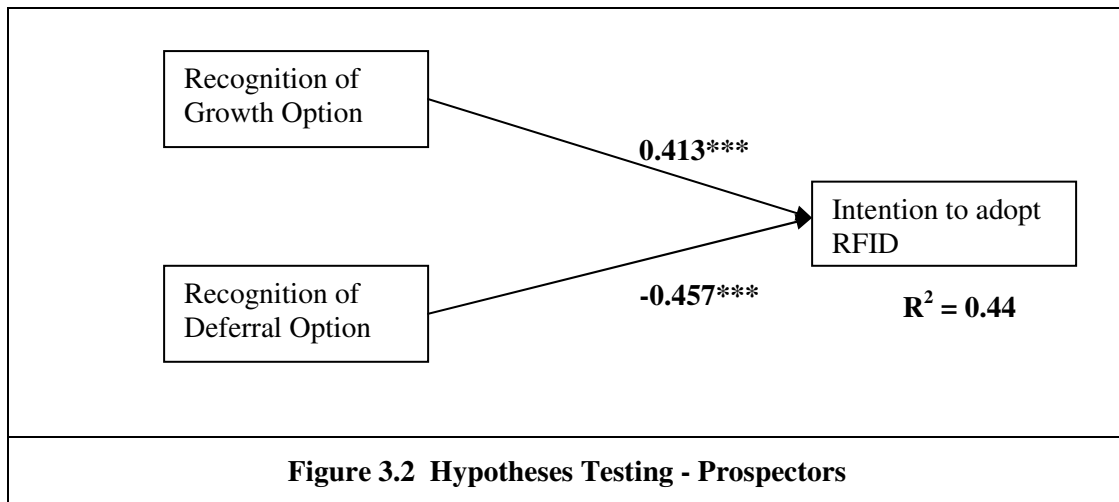 Recognition of
Growth Option
0.413***
Intention to adopt
RFID
Recognition of
Deferral Option
-0.457***
R² = 0.44
Figure 3.2 Hypotheses Testing - Prospectors